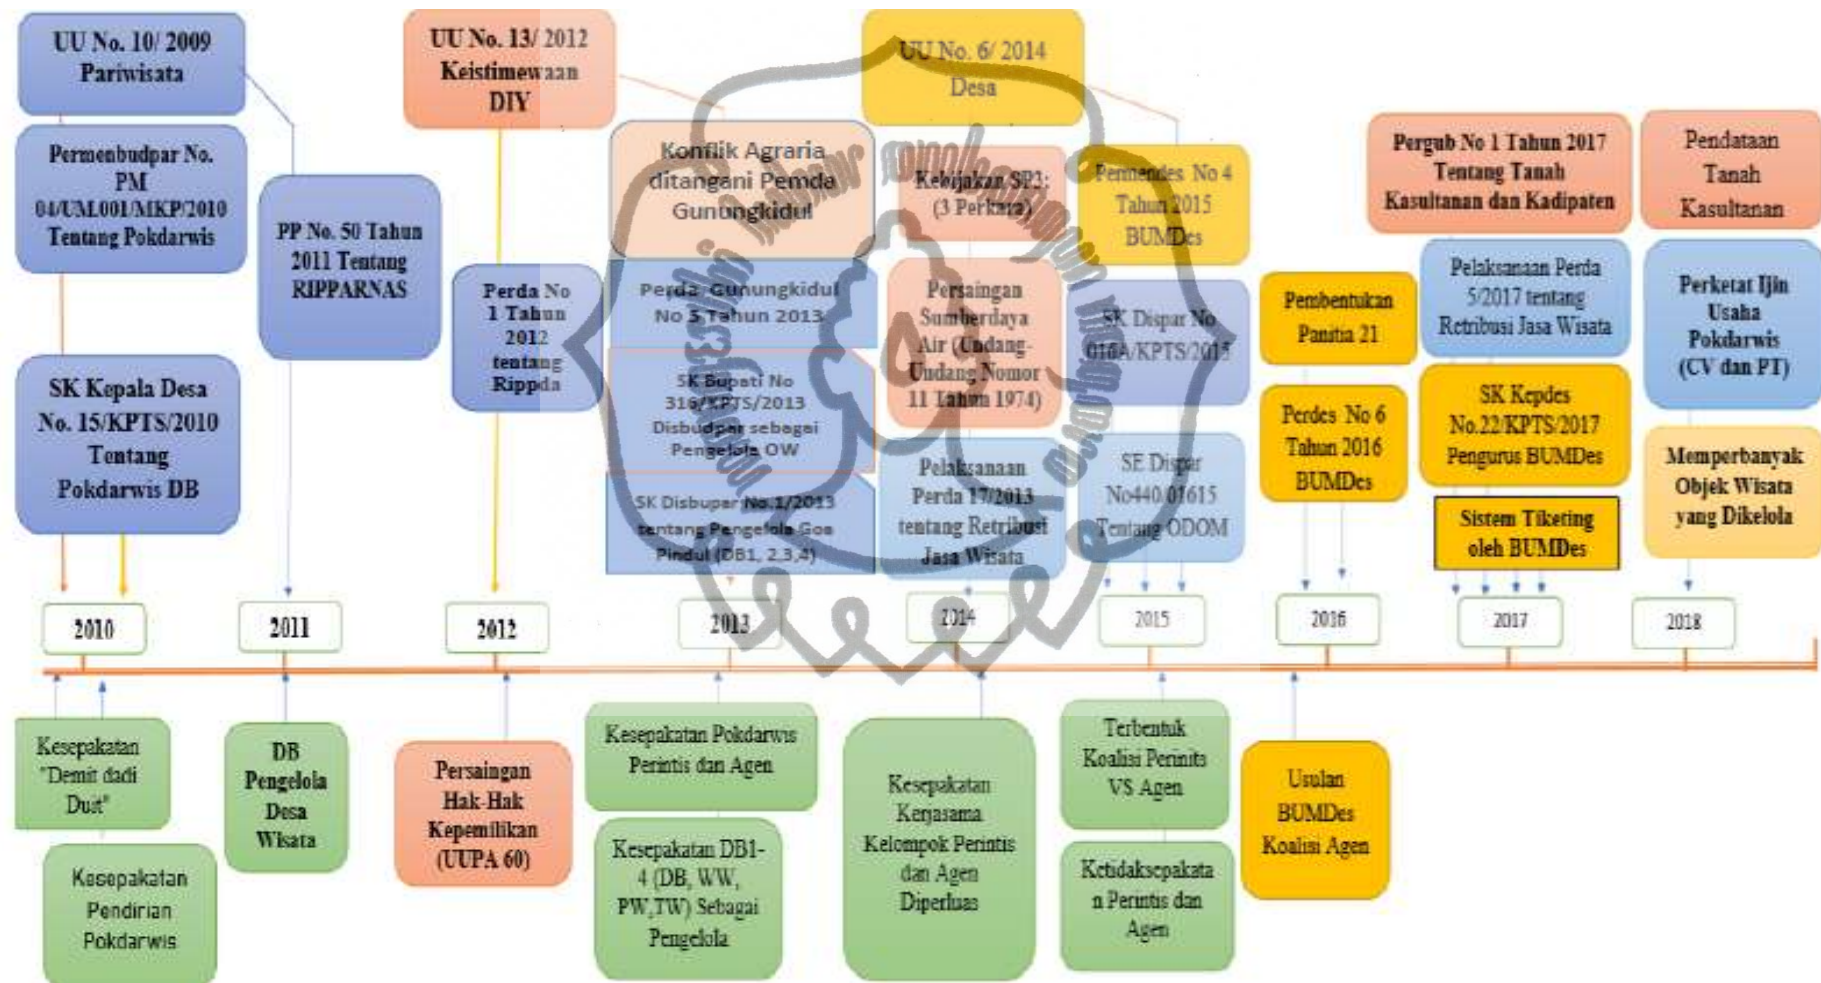 UU No. 10/ 2009
Pariwisata
Permenbudpar No.
PM
04/UM.001/MKP/2010
Tentang Pokdarwis
SK Kepala Desa
No. 15/KPTS/2010
Tentang
Pokdarwis DB
PP No. 50 Tahun
2011 Tentang
RIPPARNAS
UU No. 13/ 2012
Keistimewaan
DIY
Perda No
1 Tahun
2012
tentang
Rippda
Konflik Agraria
ditangani Pemda
Gunungkidul
Perda Gunungkidul
No 5 Tahun 2013
SK Bupati No
316/KPTS/2013
Disbudpar sebagai
Pengelola OW
SK Disbupar No.1/2013
tentang Pengelola Goa
Pindul (DB1, 2,3,4)
UU No. 6/ 2014
Desa
Kebijakan SP3:
(3 Perkara)
Persaingan
Sumberdaya
Air (Undang-
Undang Nomor
11 Tahun 1974)
Pelaksanaan
Perda 17/2013
tentang Retribusi
Jasa Wisata
Permendes No 4
Tahun 2015
BUMDes
SK Dispar No
016A/KPTS/2015
SE Dispar
No440/01615
Tentang ODOM
Pembentukan
Panitia 21
Perdes No 6
Tahun 2016
BUMDes
Pergub No 1 Tahun 2017
Tentang Tanah
Kasultanan dan Kadipaten
Pelaksanaan Perda
5/2017 tentang
Retribusi Jasa Wisata
SK Kepdes
No.22/KPTS/2017
Pengurus BUMDes
Sistem Tiketing
oleh BUMDes
Pendataan
Tanah
Kasultanan
Perketat Ijin
Usaha
Pokdarwis
(CV dan PT)
Memperbanyak
Objek Wisata
yang Dikelola
2010
2011
2012
2013
2014
2015
2016
2017
2018
Kesepakatan
"Demit dadi
Duit"
Kesepakatan
Pendirian
Pokdarwis
DB
Pengelola
Desa
Wisata
Persaingan
Hak-Hak
Kepemilikan
(UUPA 60)
Kesepakatan Pokdarwis
Perintis dan Agen
Kesepakatan DB1-
4 (DB, WW,
PW,TW) Sebagai
Pengelola
Kesepakatan
Kerjasama
Kelompok Perintis
dan Agen
Diperluas
Terbentuk
Koalisi Perinits
VS Agen
Ketidaksepakata
n Perintis dan
Agen
Usulan
BUMDes
Koalisi Agen